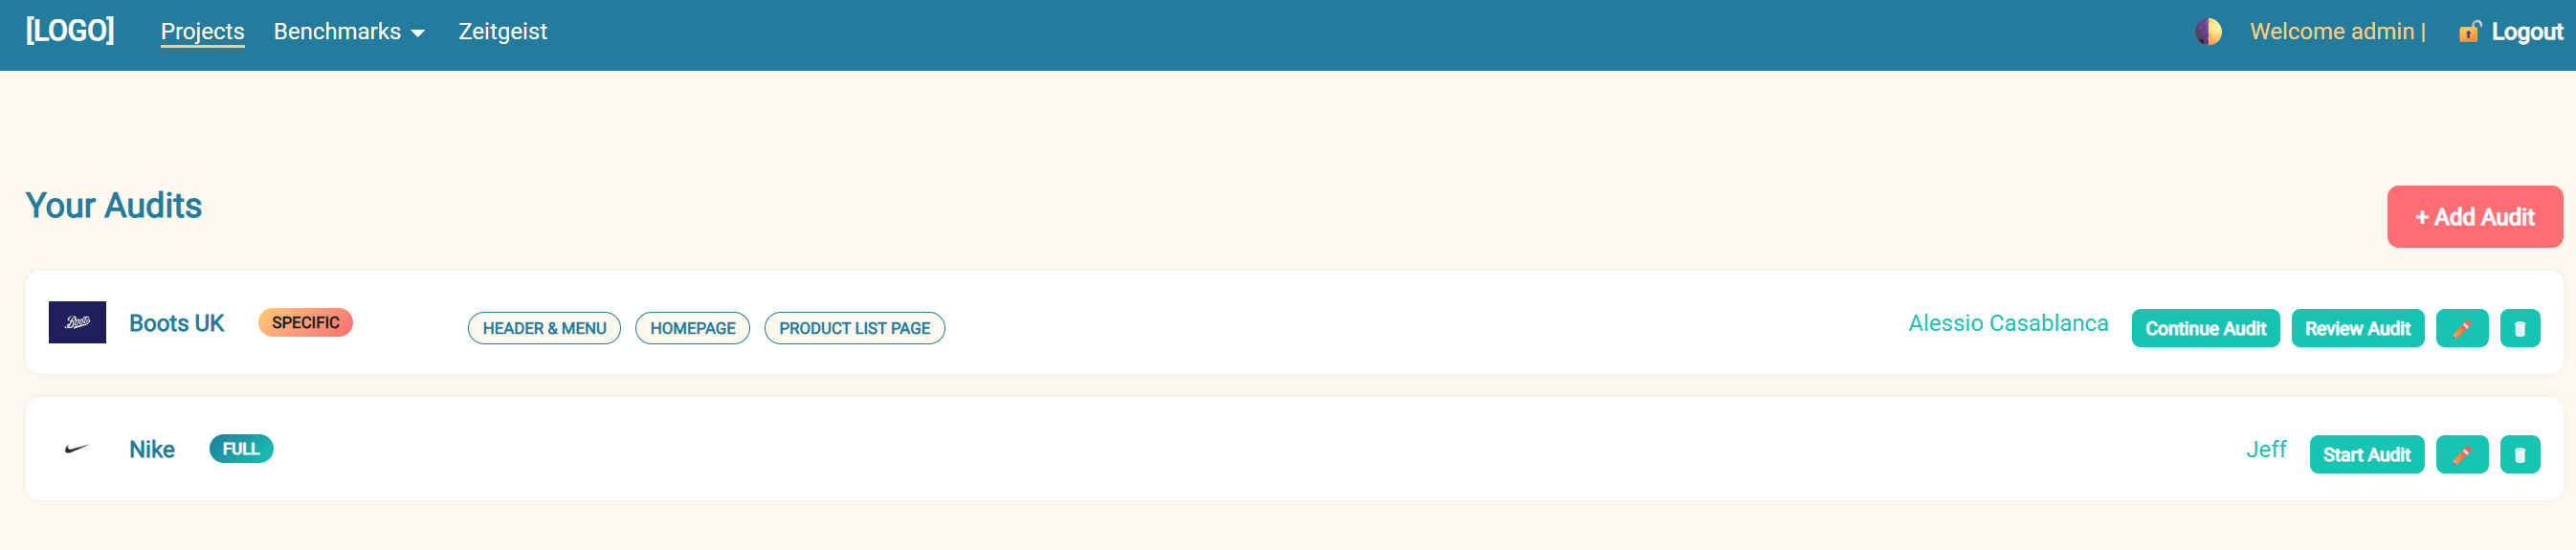 [LOGO] Projects Benchmarks Zeitgeist Welcome admin | Logout
Your Audits + Add Audit
Boots Boots UK SPECIFIC HEADER & MENU HOMEPAGE PRODUCT LIST PAGE Alessio Casablanca Continue Audit Review Audit
Nike FULL Jeff Start Audit